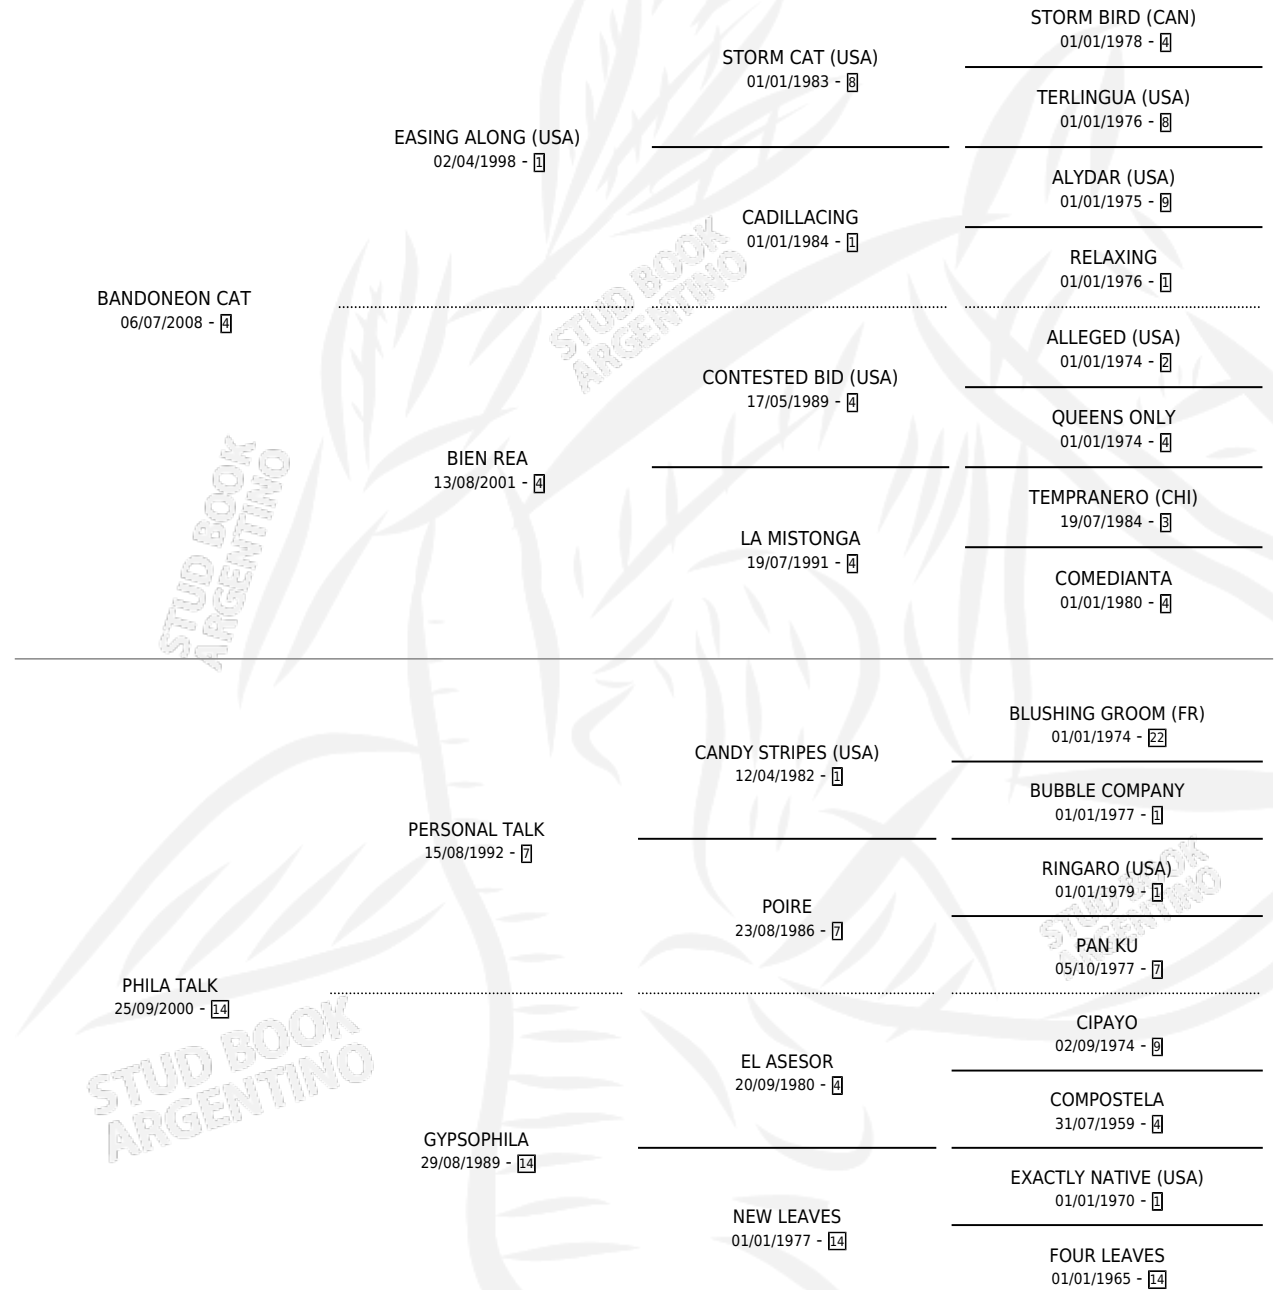 STORM BIRD (CAN)
01/01/1978 - 4
STORM CAT (USA)
01/01/1983 - 8
TERLINGUA (USA)
01/01/1976 - 8
EASING ALONG (USA)
02/04/1998 - 1
ALYDAR (USA)
01/01/1975 - 9
CADILLACING
01/01/1984 - 1
RELAXING
01/01/1976 - 1
BANDONEON CAT
06/07/2008 - 4
STUD BOOK
ARGENTINO
ALLEGED (USA)
01/01/1974 - 2
CONTESTED BID (USA)
17/05/1989 - 4
QUEENS ONLY
01/01/1974 - 4
BIEN REA
13/08/2001 - 4
TEMPRANERO (CHI)
19/07/1984 - 3
LA MISTONGA
19/07/1991 - 4
COMEDIANTA
01/01/1980 - 4
STUD BOOK
ARGENTINO
BLUSHING GROOM (FR)
01/01/1974 - 22
CANDY STRIPES (USA)
12/04/1982 - 1
BUBBLE COMPANY
01/01/1977 - 1
PERSONAL TALK
15/08/1992 - 7
RINGARO (USA)
01/01/1979 - 1
POIRE
23/08/1986 - 7
PAN KU
05/10/1977 - 7
STUD BOOK
ARGENTINO
PHILA TALK
25/09/2000 - 14
CIPAYO
02/09/1974 - 9
EL ASESOR
20/09/1980 - 4
COMPOSTELA
31/07/1959 - 4
STUD BOOK
ARGENTINO
GYPSOPHILA
29/08/1989 - 14
EXACTLY NATIVE (USA)
01/01/1970 - 1
NEW LEAVES
01/01/1977 - 14
FOUR LEAVES
01/01/1965 - 14